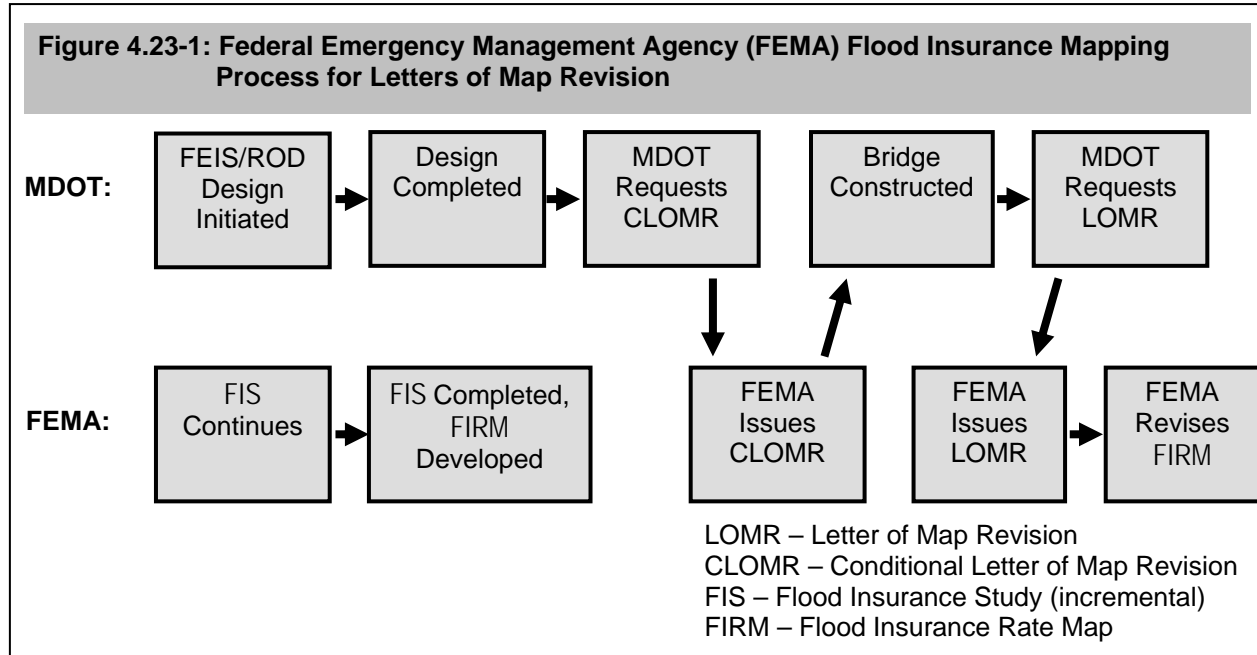 Figure 4.23-1: Federal Emergency Management Agency (FEMA) Flood Insurance Mapping
Process for Letters of Map Revision
MDOT:
FEIS/ROD
Design
Initiated
Design
Completed
MDOT
Requests
CLOMR
Bridge
Constructed
MDOT
Requests
LOMR
FEMA:
FIS
Continues
FIS Completed,
FIRM
Developed
FEMA
Issues
CLOMR
FEMA
Issues
LOMR
FEMA
Revises
FIRM
LOMR – Letter of Map Revision
CLOMR – Conditional Letter of Map Revision
FIS – Flood Insurance Study (incremental)
FIRM – Flood Insurance Rate Map